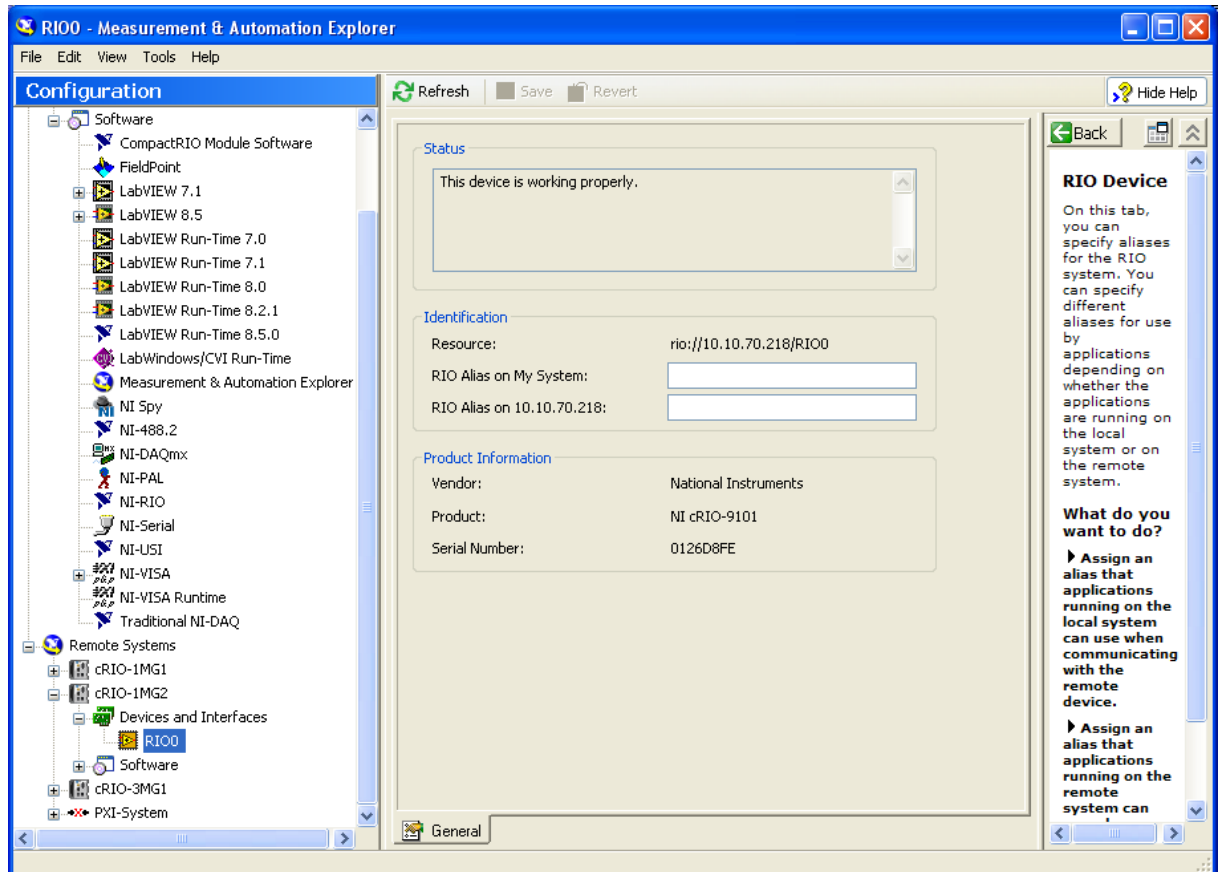 RIO0 - Measurement & Automation Explorer
File Edit View Tools Help
Configuration
Refresh Save Revert
Hide Help
Software
CompactRIO Module Software
FieldPoint
LabVIEW 7.1
LabVIEW 8.5
LabVIEW Run-Time 7.0
LabVIEW Run-Time 7.1
LabVIEW Run-Time 8.0
LabVIEW Run-Time 8.2.1
LabVIEW Run-Time 8.5.0
LabWindows/CVI Run-Time
Measurement & Automation Explorer
NI Spy
NI-488.2
NI-DAQmx
NI-PAL
NI-RIO
NI-Serial
NI-USI
NI-VISA
NI-VISA Runtime
Traditional NI-DAQ
Remote Systems
cRIO-1MG1
cRIO-1MG2
Devices and Interfaces
RIO0
Software
cRIO-3MG1
PXI-System
Status
This device is working properly.
Identification
Resource: rio://10.10.70.218/RIO0
RIO Alias on My System:
RIO Alias on 10.10.70.218:
Product Information
Vendor: National Instruments
Product: NI cRIO-9101
Serial Number: 0126D8FE
General
Back
RIO Device
On this tab,
you can
specify aliases
for the RIO
system. You
can specify
different
aliases for use
by
applications
depending on
whether the
applications
are running on
the local
system or on
the remote
system.
What do you
want to do?
Assign an
alias that
applications
running on the
local system
can use when
communicating
with the
remote
device.
Assign an
alias that
applications
running on the
remote
system can